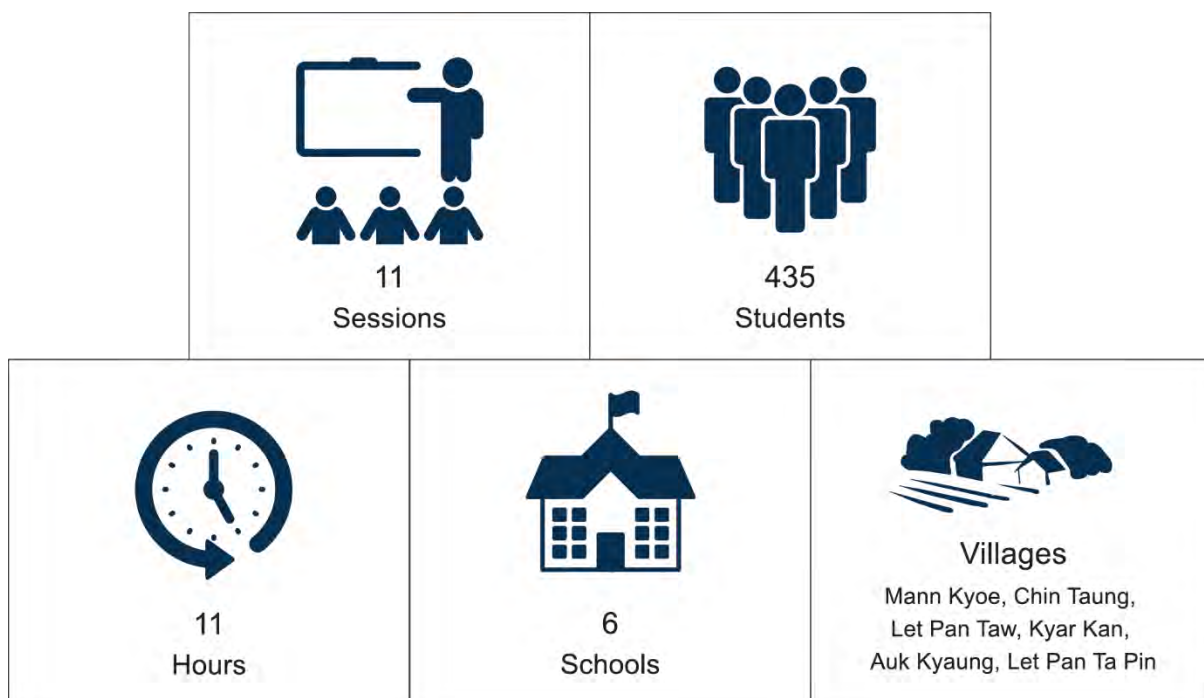 11
Sessions
435
Students
11
Hours
6
Schools
Villages
Mann Kyoe, Chin Taung,
Let Pan Taw, Kyar Kan,
Auk Kyaung, Let Pan Ta Pin